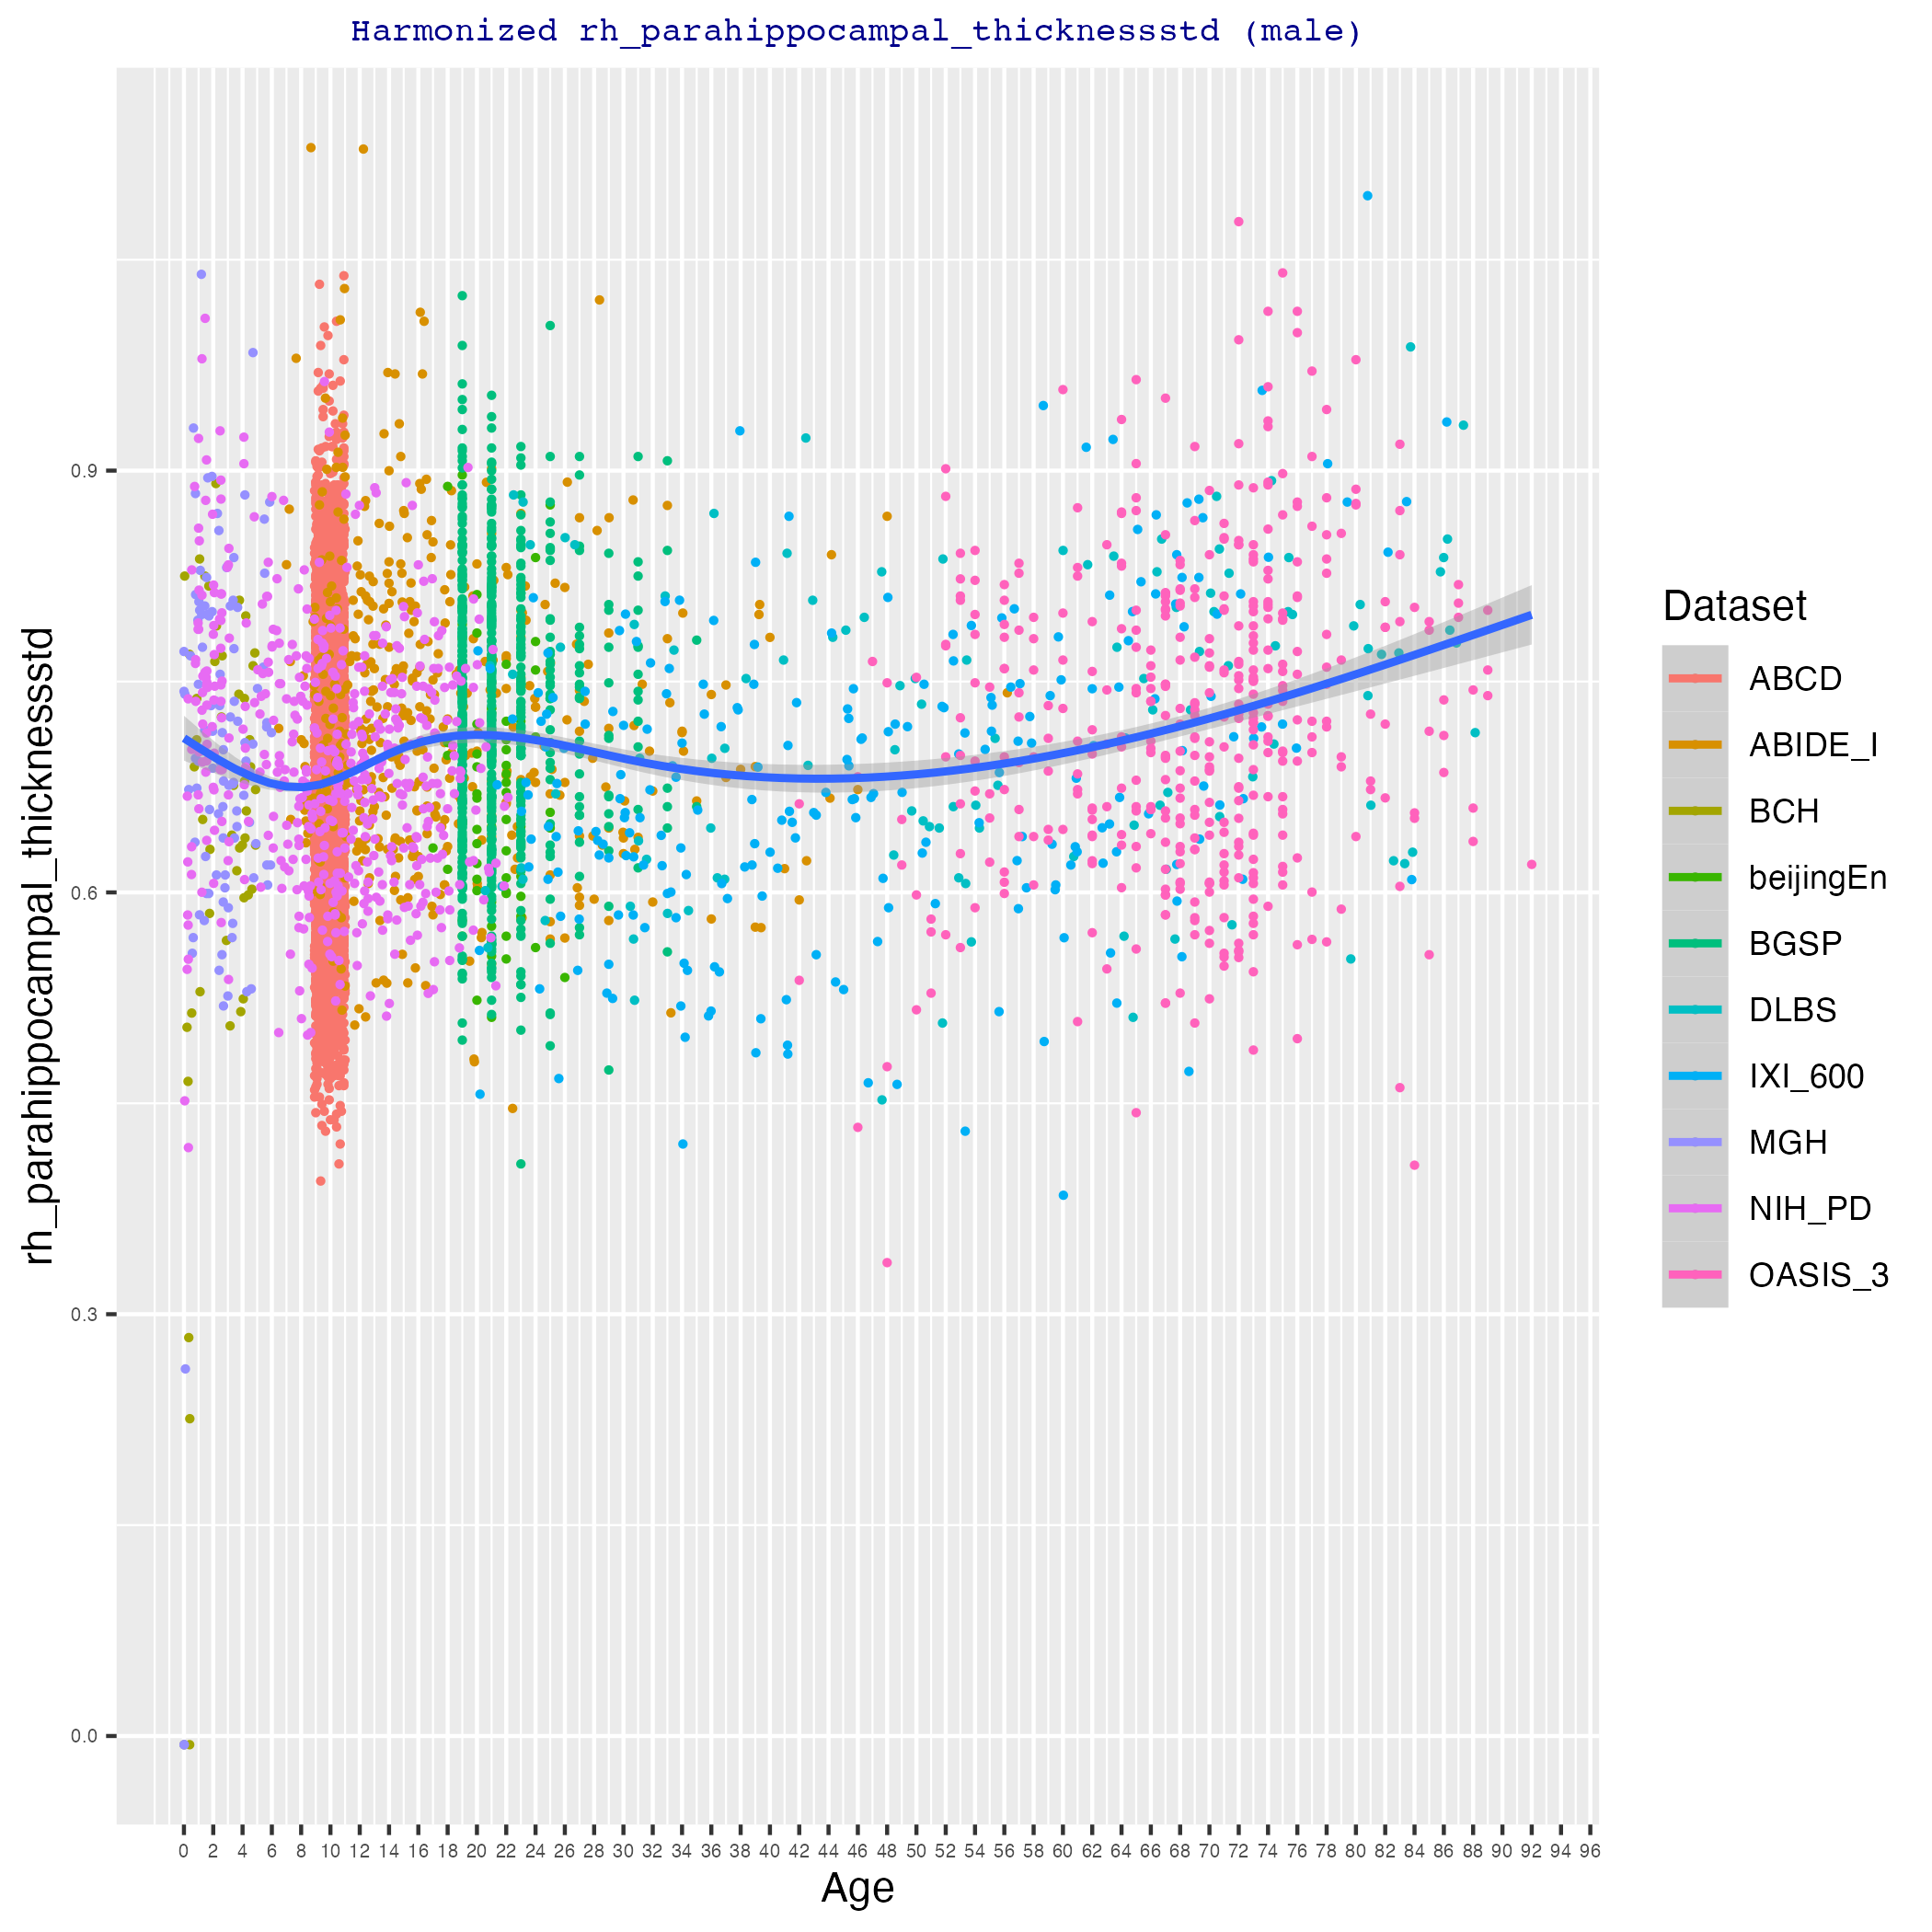 Harmonized rh_parahippocampal_thicknessstd (male)
rh_parahippocampal_thicknessstd
0.9
0.6
0.3
0.0
0 2 4 6 8 10 12 14 16 18 20 22 24 26 28 30 32 34 36 38 40 42 44 46 48 50 52 54 56 58 60 62 64 66 68 70 72 74 76 78 80 82 84 86 88 90 92 94 96
Age
Dataset
ABCD
ABIDE_I
BCH
beijingEn
BGSP
DLBS
IXI_600
MGH
NIH_PD
OASIS_3